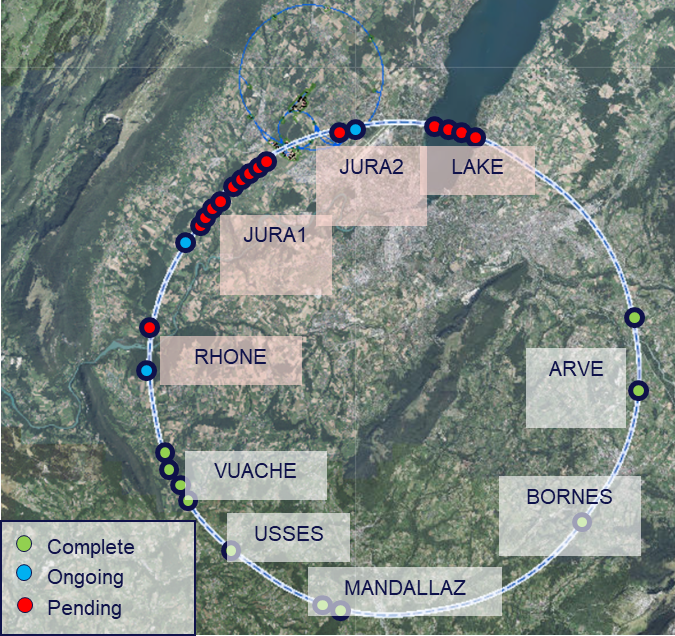 JURA2
LAKE
JURA1
RHONE
ARVE
VUACHE
BORNES
USSES
MANDALLAZ
Complete
Ongoing
Pending